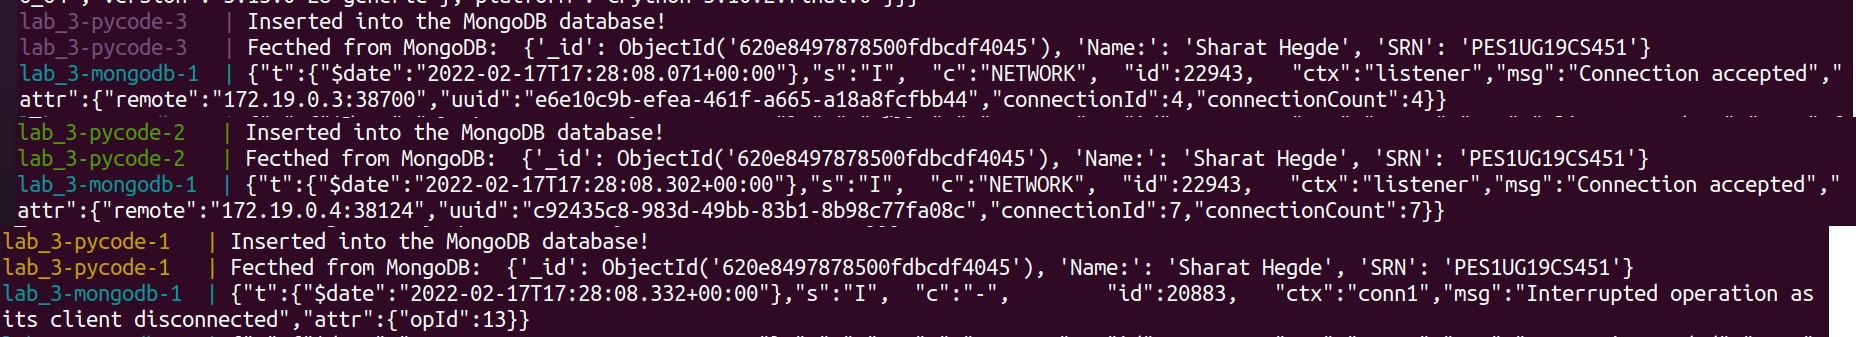 lab_3-pycode-3   | Inserted into the MongoDB database!
lab_3-pycode-3   | Fecthed from MongoDB:  {'_id': ObjectId('620e8497878500fdbcdf4045'), 'Name:': 'Sharat Hegde', 'SRN': 'PES1UG19CS451'}
lab_3-mongodb-1  | {"t":{"$date":"2022-02-17T17:28:08.071+00:00"},"s":"I",  "c":"NETWORK",  "id":22943,   "ctx":"listener","msg":"Connection accepted","
attr":{"remote":"172.19.0.3:38700","uuid":"e6e10c9b-efea-461f-a665-a18a8fcfbb44","connectionId":4,"connectionCount":4}}
lab_3-pycode-2   | Inserted into the MongoDB database!
lab_3-pycode-2   | Fecthed from MongoDB:  {'_id': ObjectId('620e8497878500fdbcdf4045'), 'Name:': 'Sharat Hegde', 'SRN': 'PES1UG19CS451'}
lab_3-mongodb-1  | {"t":{"$date":"2022-02-17T17:28:08.302+00:00"},"s":"I",  "c":"NETWORK",  "id":22943,   "ctx":"listener","msg":"Connection accepted","
attr":{"remote":"172.19.0.4:38124","uuid":"c92435c8-983d-49bb-83b1-8b98c77fa08c","connectionId":7,"connectionCount":7}}
lab_3-pycode-1   | Inserted into the MongoDB database!
lab_3-pycode-1   | Fecthed from MongoDB:  {'_id': ObjectId('620e8497878500fdbcdf4045'), 'Name:': 'Sharat Hegde', 'SRN': 'PES1UG19CS451'}
lab_3-mongodb-1  | {"t":{"$date":"2022-02-17T17:28:08.332+00:00"},"s":"I",  "c":"-",        "id":20883,   "ctx":"conn1","msg":"Interrupted operation as
its client disconnected","attr":{"opId":13}}